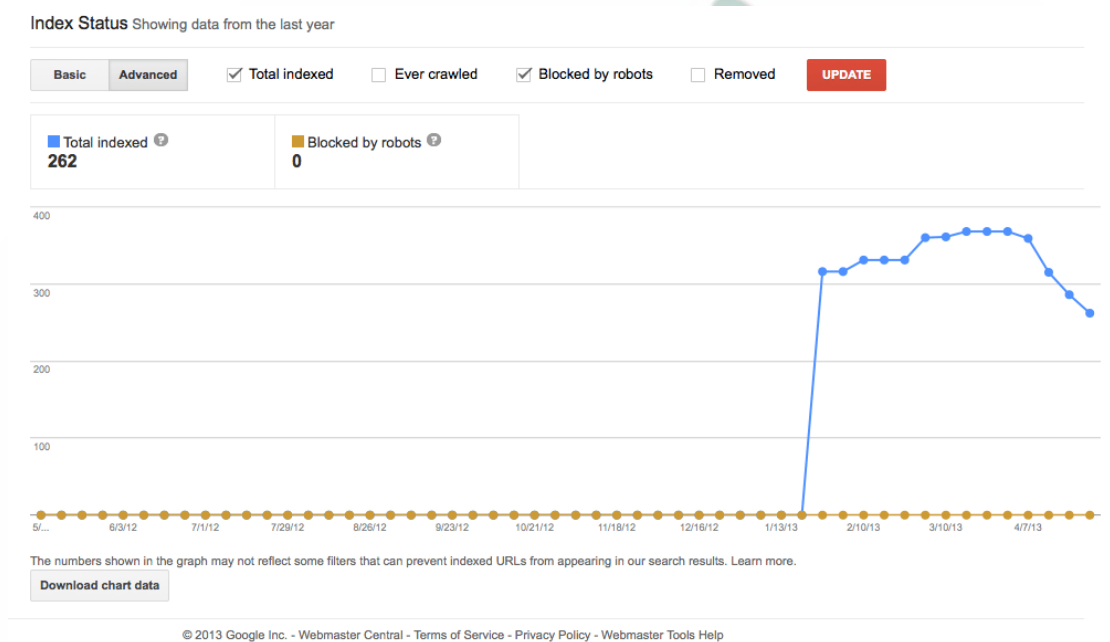 Index Status Showing data from the last year
Basic Advanced Total indexed Ever crawled Blocked by robots Removed UPDATE
Total indexed ? Blocked by robots ?
262 0
400
300
200
100
5/... 6/3/12 7/1/12 7/29/12 8/26/12 9/23/12 10/21/12 11/18/12 12/16/12 1/13/13 2/10/13 3/10/13 4/7/13
The numbers shown in the graph may not reflect some filters that can prevent indexed URLs from appearing in our search results. Learn more.
Download chart data
© 2013 Google Inc. - Webmaster Central - Terms of Service - Privacy Policy - Webmaster Tools Help